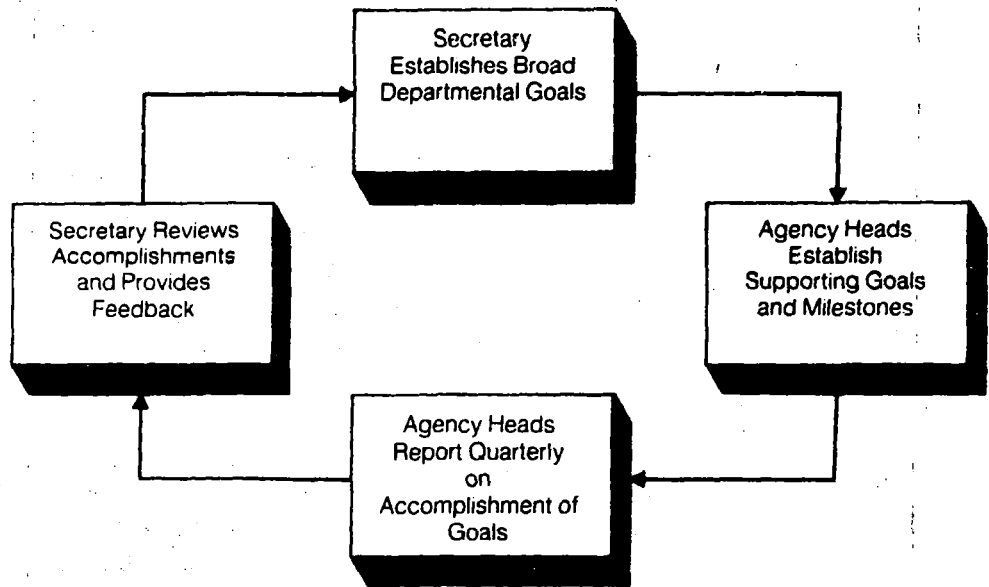 Secretary
Establishes Broad
Departmental Goals
Agency Heads
Establish
Supporting Goals
and Milestones
Agency Heads
Report Quarterly
on
Accomplishment of
Goals
Secretary Reviews
Accomplishments
and Provides
Feedback